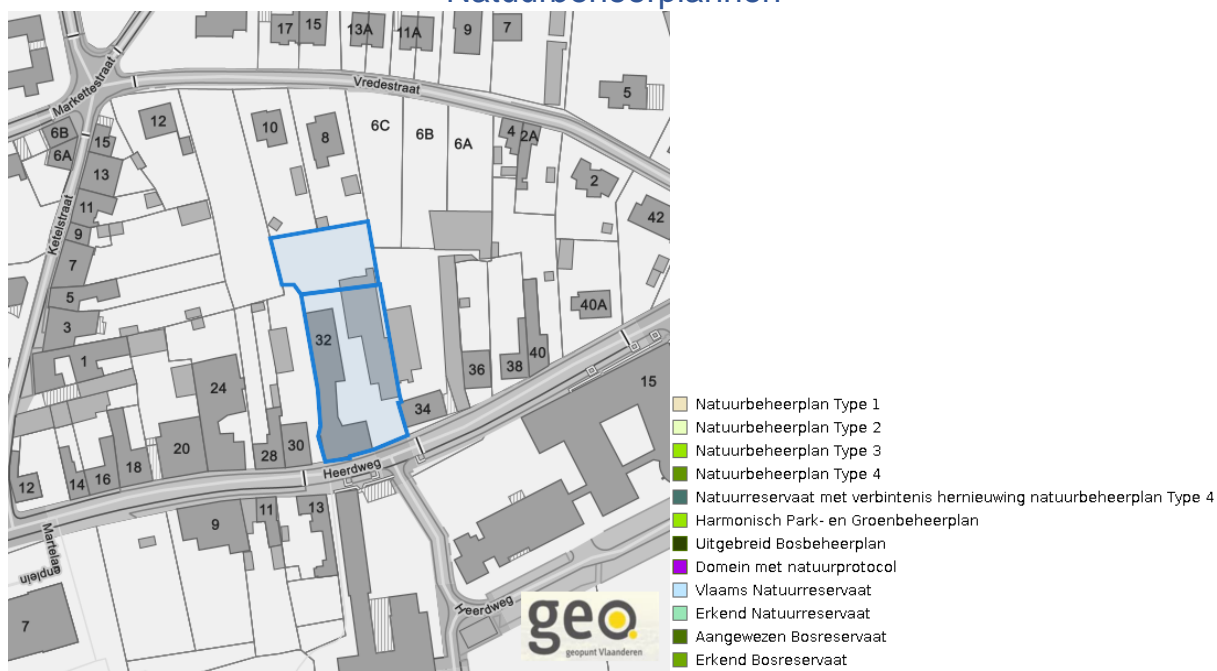 Natuurbeheerplannen
17
15
13A
11A
9
7
Markettestraat
Vredestraat
5
6B
6A
15
12
10
8
6C
6B
6A
4
2A
13
2
11
42
9
Ketelstraat
7
5
40A
3
32
1
24
36
38
40
15
34
20
28
30
18
16
14
12
Heerdweg
9
11
13
Martelaa
enplein
7
Heerdweg
geo.
geopunt Vlaanderen
Natuurbeheerplan Type 1
Natuurbeheerplan Type 2
Natuurbeheerplan Type 3
Natuurbeheerplan Type 4
Natuurreservaat met verbintenis hernieuwing natuurbeheerplan Type 4
Harmonisch Park- en Groenbeheerplan
Uitgebreid Bosbeheerplan
Domein met natuurprotocol
Vlaams Natuurreservaat
Erkend Natuurreservaat
Aangewezen Bosreservaat
Erkend Bosreservaat